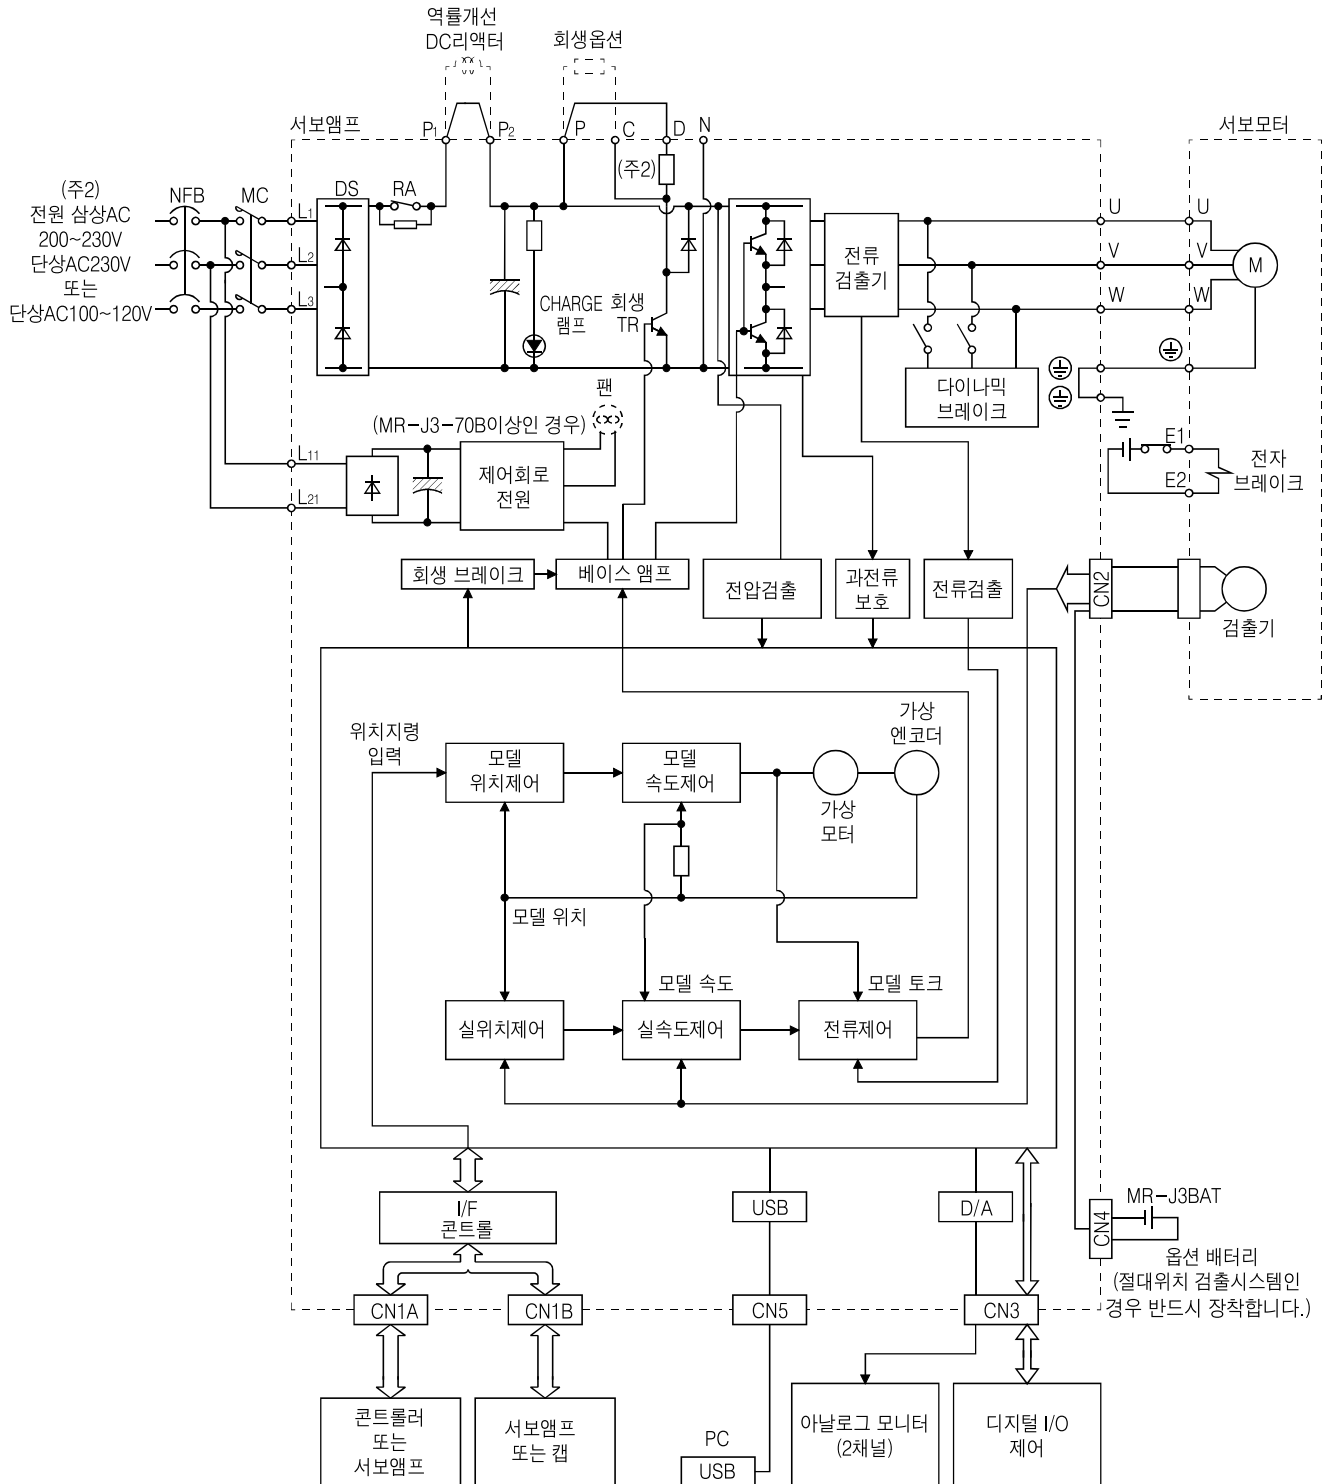 역률개선
DC리액터
회생옵션
서보앰프
P1
P2
P
C
D
N
서보모터
(주2)
(주2)
전원 삼상AC
200~230V
단상AC230V
또는
단상AC100~120V
NFB
MC
L1
L2
L3
DS
RA
CHARGE
램프
회생
TR
전류
검출기
U
V
W
U
V
W
M
다이나믹
브레이크
E1
E2
전자
브레이크
팬
(MR-J3-70B이상인 경우)
L11
L21
제어회로
전원
회생 브레이크
베이스 앰프
전압검출
과전류
보호
전류검출
CN2
검출기
위치지령
입력
모델
위치제어
모델
속도제어
가상
모터
가상
엔코더
모델 위치
모델 속도
모델 토크
실위치제어
실속도제어
전류제어
I/F
콘트롤
USB
D/A
CN4
MR-J3BAT
옵션 배터리
(절대위치 검출시스템인
경우 반드시 장착합니다.)
CN1A
CN1B
CN5
CN3
콘트롤러
또는
서보앰프
서보앰프
또는 캡
PC
USB
아날로그 모니터
(2채널)
디지털 I/O
제어